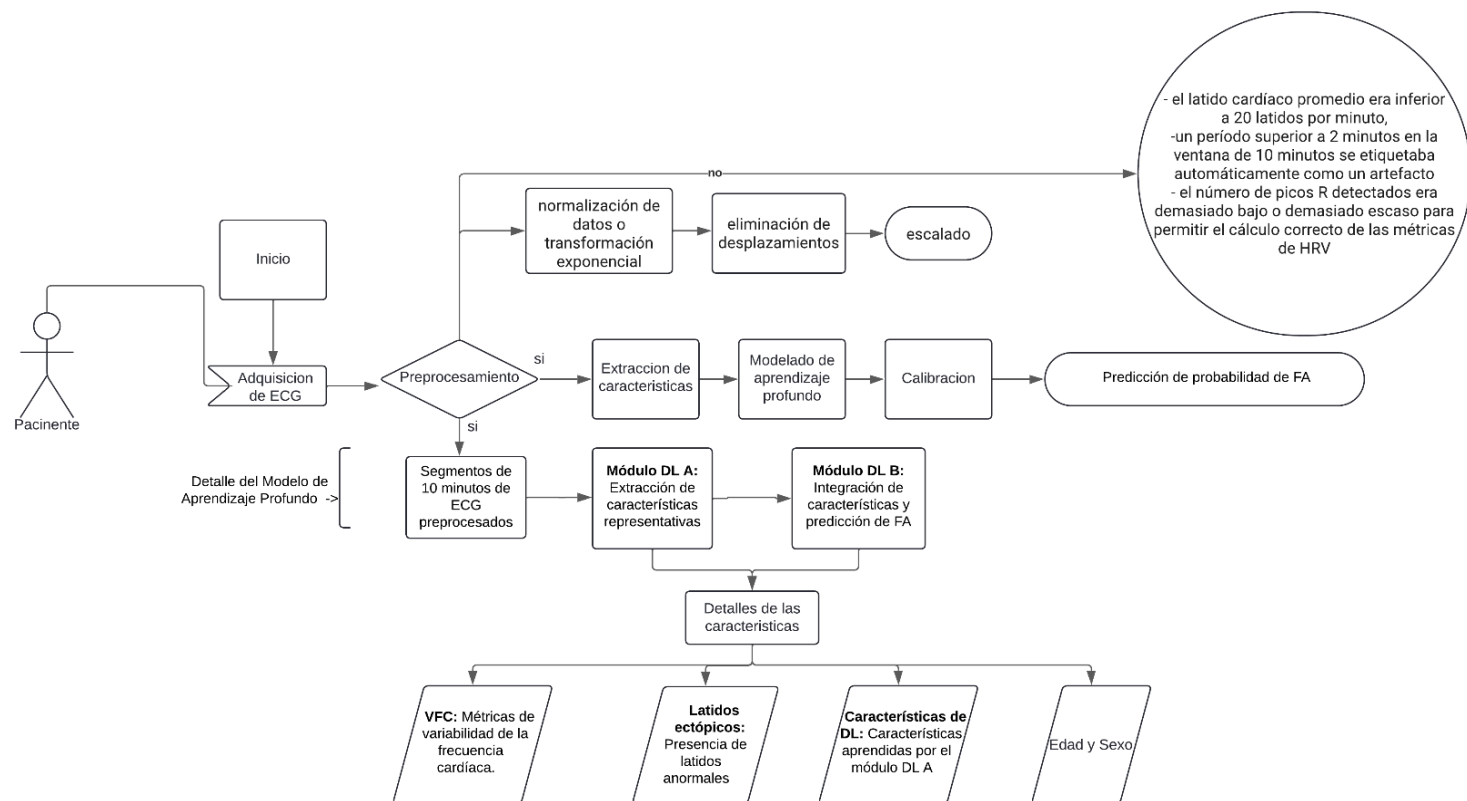 - el latido cardíaco promedio era inferior
a 20 latidos por minuto,
-un período superior a 2 minutos en la
ventana de 10 minutos se etiquetaba
automáticamente como un artefacto
- el número de picos R detectados era
demasiado bajo o demasiado escaso para
permitir el cálculo correcto de las métricas
de HRV
no
normalización de
datos o
transformación
exponencial
eliminación de
desplazamientos
escalado
Inicio
Pacinente
Adquisicion
de ECG
Preprocesamiento
si
Extraccion de
caracteristicas
Modelado de
aprendizaje
profundo
Calibracion
Predicción de probabilidad de FA
si
Detalle del Modelo de
Aprendizaje Profundo ->
Segmentos de
10 minutos de
ECG
preprocesados
Módulo DL A:
Extracción de
características
representativas
Módulo DL B:
Integración de
características y
predicción de FA
Detalles de las
caracteristicas
VFC: Métricas de
variabilidad de la
frecuencia
cardíaca.
Latidos
ectópicos:
Presencia de
latidos
anormales
Características de
DL: Características
aprendidas por el
módulo DL A
Edad y Sexo